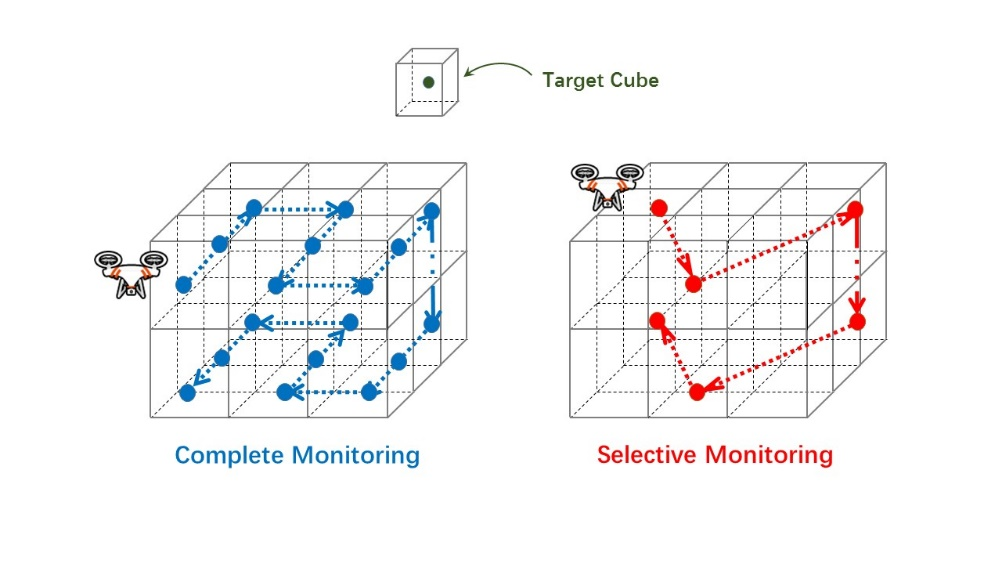 Target Cube
Complete Monitoring
Selective Monitoring